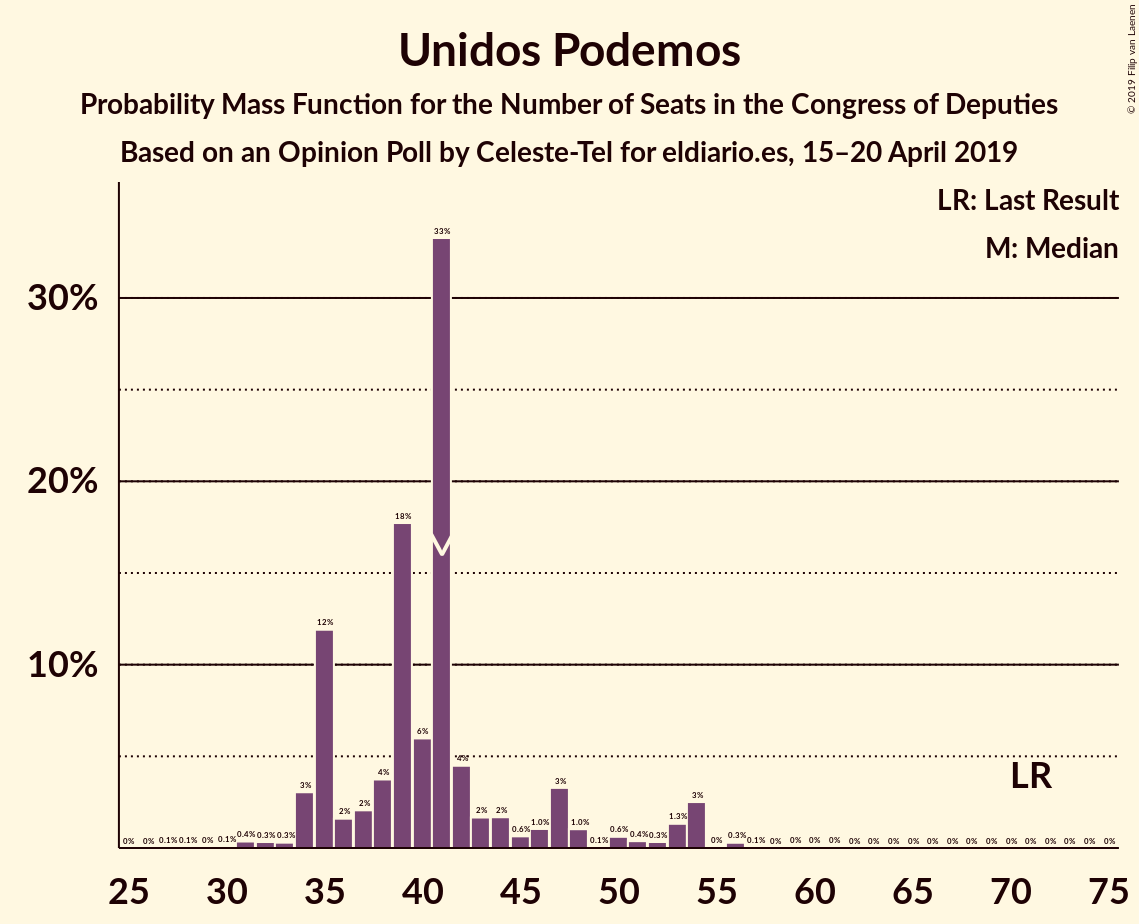 Unidos Podemos
Probability Mass Function for the Number of Seats in the Congress of Deputies
Based on an Opinion Poll by Celeste-Tel for eldiario.es, 15–20 April 2019
© 2019 Filip van Laenen
LR: Last Result
M: Median
33%
30%
18%
20%
12%
10%
6%
4%
4%
LR
3%
3%
3%
2%
2%
2%
2%
1.3%
1.0%
1.0%
0% 0% 0.1% 0.1% 0% 0.1% 0.4% 0.3% 0.3% 0.6% 0.1% 0.6% 0.4% 0.3% 0% 0.3% 0.1% 0% 0% 0% 0% 0% 0% 0% 0% 0% 0% 0% 0% 0% 0% 0% 0% 0% 0% 0%
25 30 35 40 45 50 55 60 65 70 75